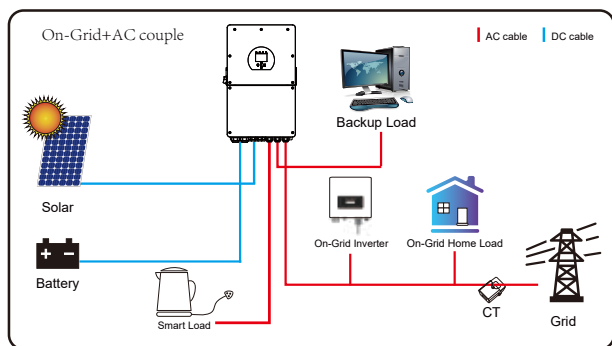 On-Grid+AC couple
AC cable
DC cable
Backup Load
Solar
On-Grid Inverter
On-Grid Home Load
Battery
CT
Smart Load
Grid